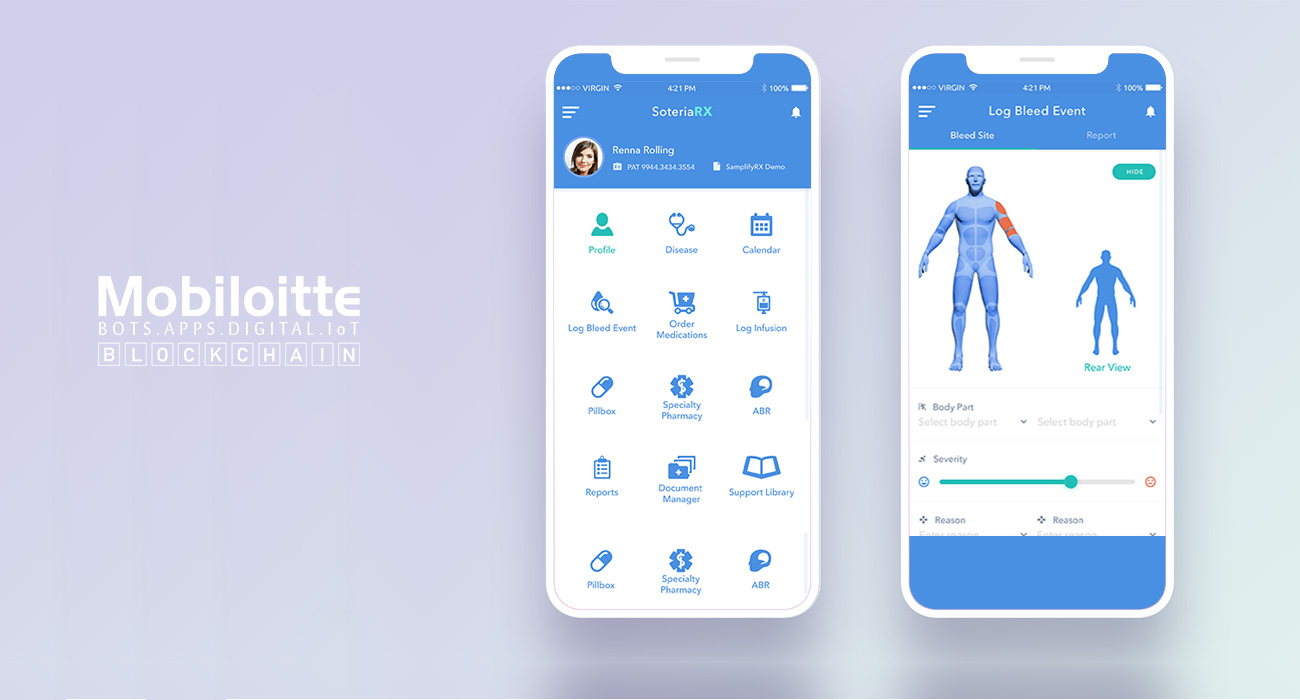 Mobiloitte
BOTS.APPS.DIGITAL.IoT
BLOCKCHAIN
VIRGIN 4:21 PM 100%
SoteriaRX
Renna Rolling
PAT 9944.3434.3554 SamplifyRX Demo
Profile Disease Calendar
Log Bleed Event Order Medications Log Infusion
Pillbox Specialty Pharmacy ABR
Reports Document Manager Support Library
Pillbox Specialty Pharmacy ABR
VIRGIN 4:21 PM 100%
Log Bleed Event
Bleed Site Report
HIDE
Rear View
Body Part
Select body part Select body part
Severity
Reason Reason
Enter reason Enter reason